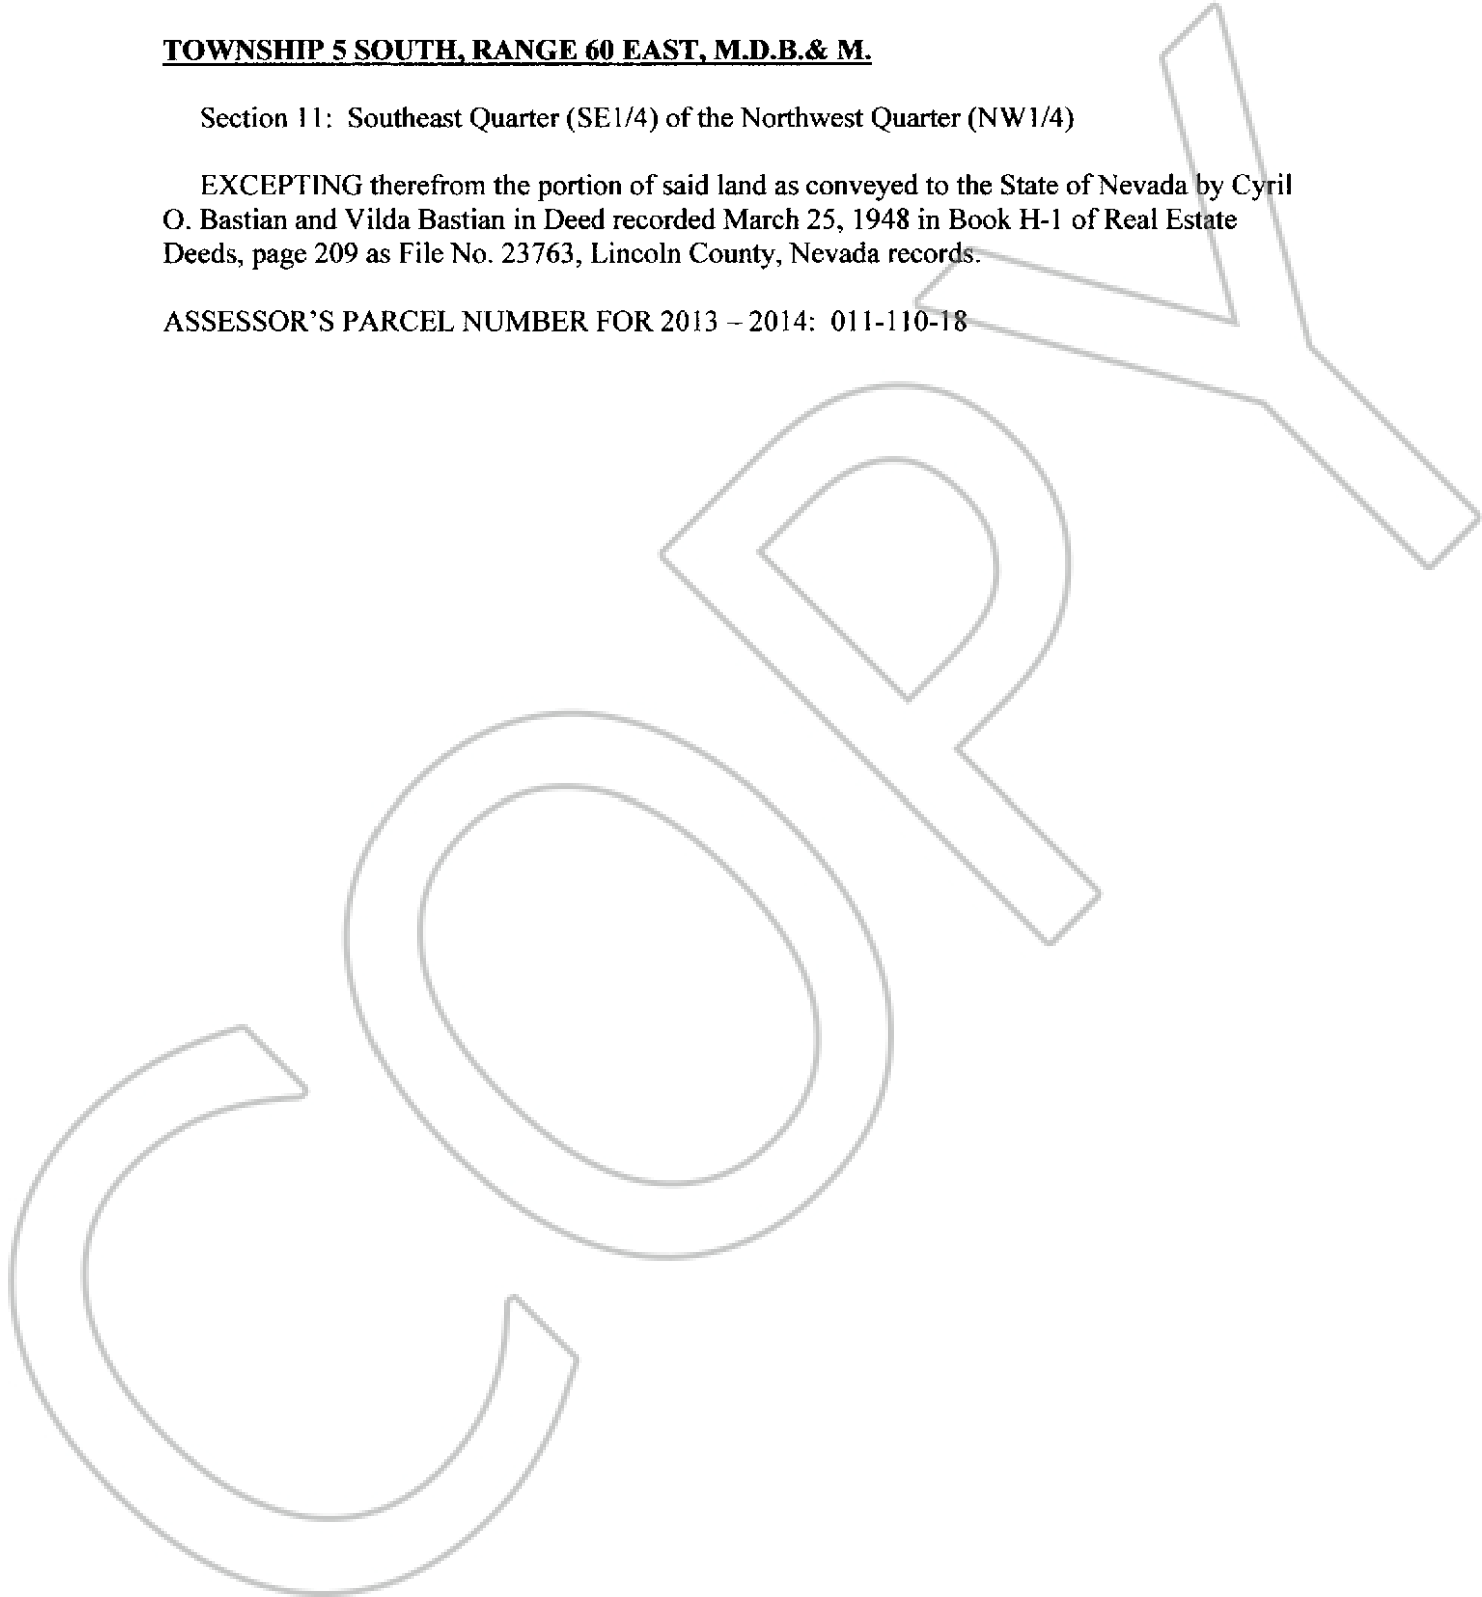 TOWNSHIP 5 SOUTH, RANGE 60 EAST, M.D.B.& M.
Section 11: Southeast Quarter (SE1/4) of the Northwest Quarter (NW1/4)
EXCEPTING therefrom the portion of said land as conveyed to the State of Nevada by Cyril
O. Bastian and Vilda Bastian in Deed recorded March 25, 1948 in Book H-1 of Real Estate
Deeds, page 209 as File No. 23763, Lincoln County, Nevada records.
ASSESSOR'S PARCEL NUMBER FOR 2013 – 2014: 011-110-18
COPY